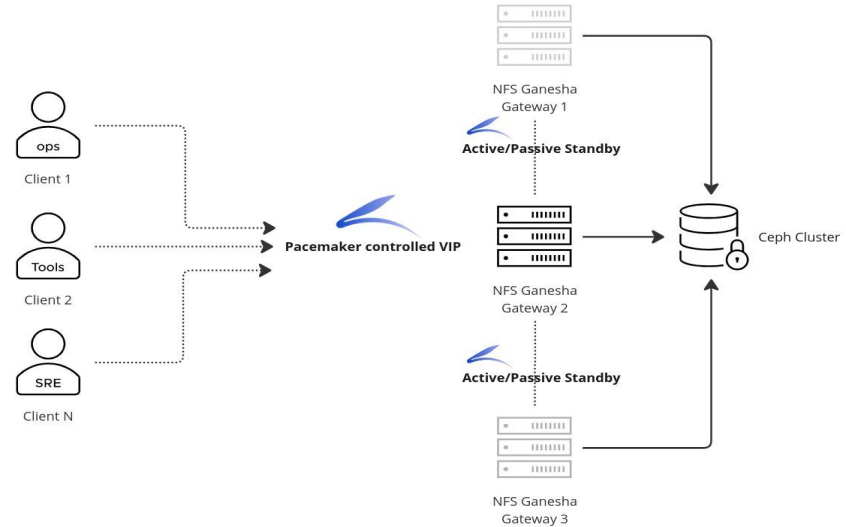 ops
Client 1
Tools
Client 2
SRE
Client N
Pacemaker controlled VIP
NFS Ganesha
Gateway 1
Active/Passive Standby
NFS Ganesha
Gateway 2
Active/Passive Standby
NFS Ganesha
Gateway 3
Ceph Cluster